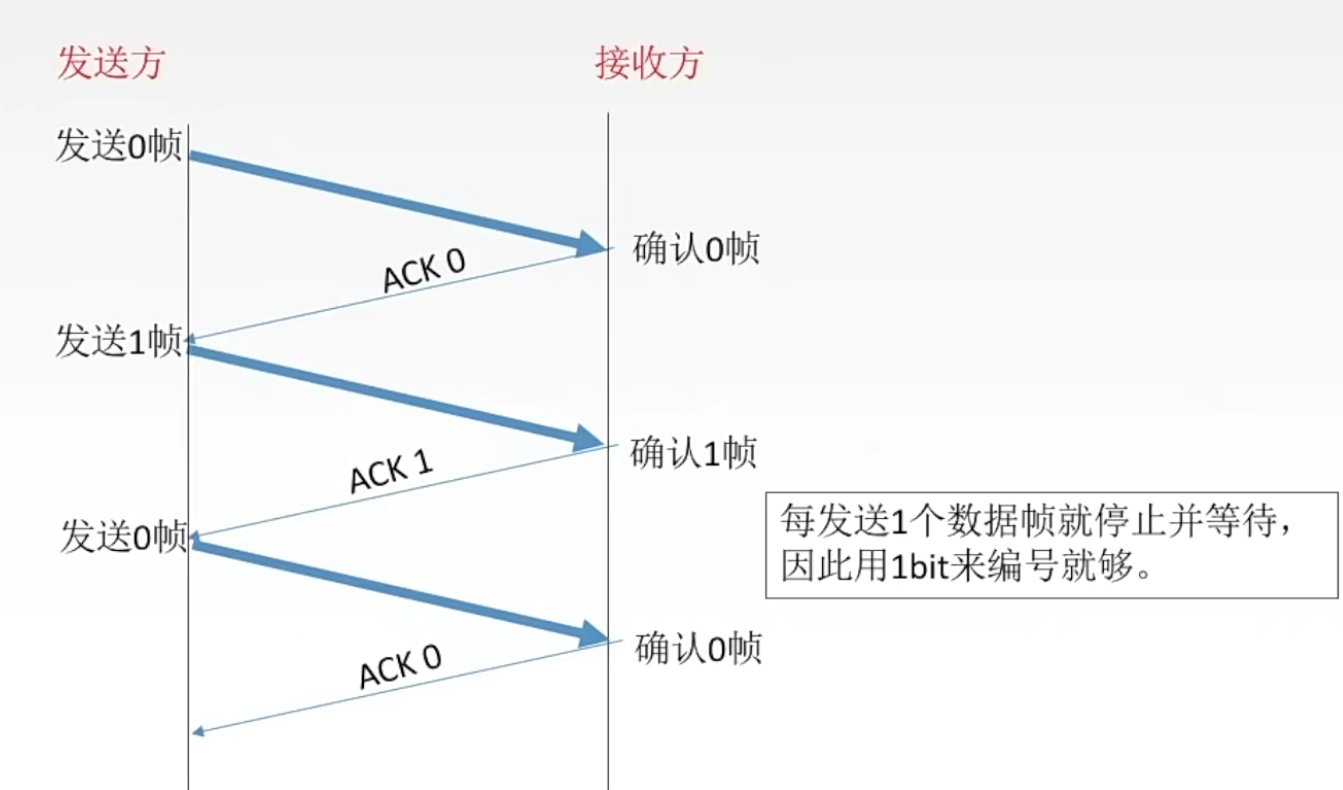 发送方
接收方
发送0帧
确认0帧
ACK 0
发送1帧
确认1帧
ACK 1
发送0帧
每发送1个数据帧就停止并等待，
因此用1bit来编号就够。
确认0帧
ACK 0